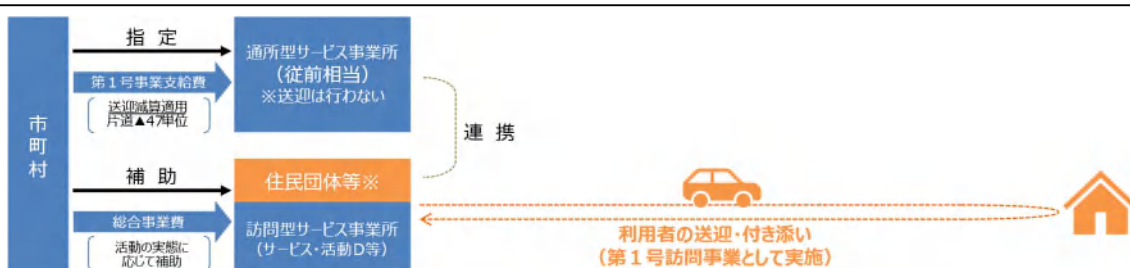 市町村
指 定
第１号事業支給費
送迎減算適用
片道▲47単位
通所型サービス事業所
（従前相当）
※送迎は行わない
連 携
補 助
総合事業費
活動の実態に
応じて補助
住民団体等※
訪問型サービス事業所
（サービス・活動D等）
利用者の送迎・付き添い
（第１号訪問事業として実施）